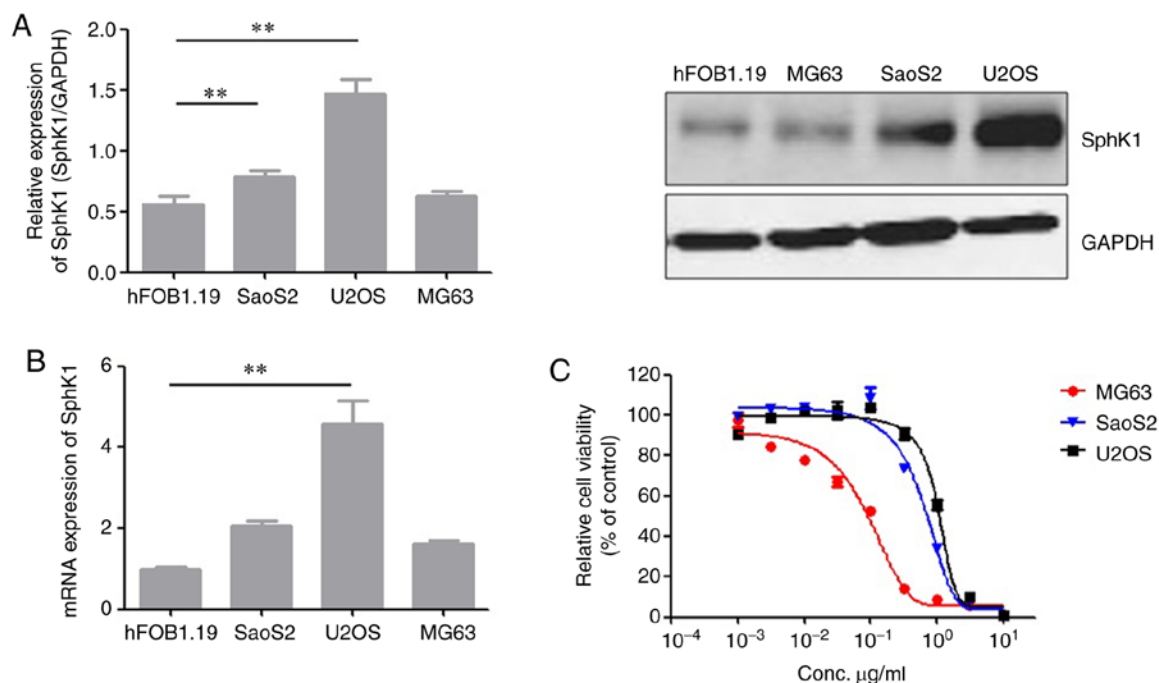 A
Relative expression
of SphK1 (SphK1/GAPDH)
2.0
1.5
1.0
0.5
0.0
**
**
hFOB1.19 SaoS2 U2OS MG63
hFOB1.19 MG63 SaoS2 U2OS
SphK1
GAPDH
B
mRNA expression of SphK1
6
4
2
0
**
hFOB1.19 SaoS2 U2OS MG63
C
Relative cell viability
(% of control)
120
100
80
60
40
20
0
10⁻⁴ 10⁻³ 10⁻² 10⁻¹ 10⁰ 10¹
Conc. µg/ml
MG63
SaoS2
U2OS